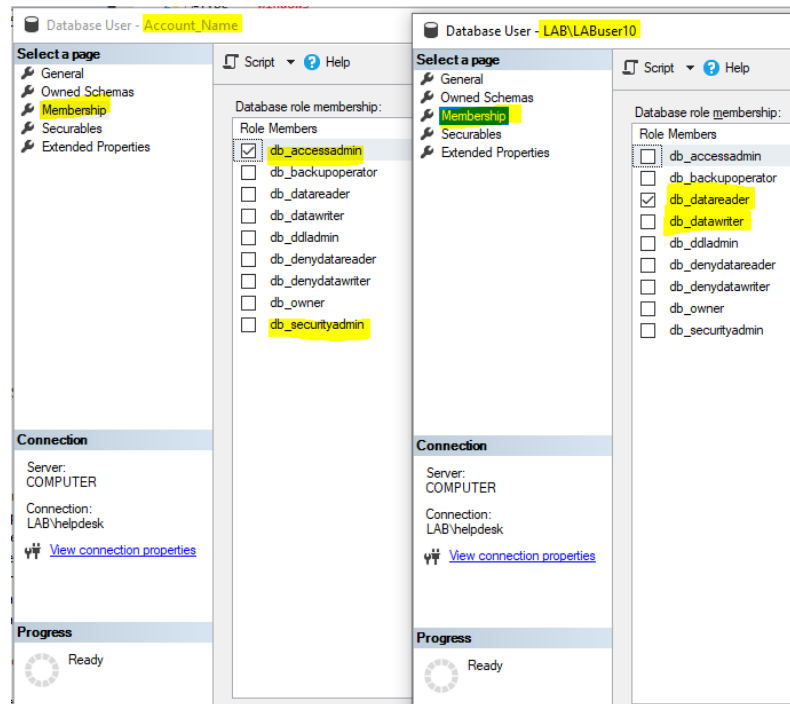 Database User - Account_Name
Select a page
General
Owned Schemas
Membership
Securables
Extended Properties
Script
Help
Database role membership:
Role Members
db_accessadmin
db_backupoperator
db_datareader
db_datawriter
db_ddladmin
db_denydatareader
db_denydatawriter
db_owner
db_securityadmin
Connection
Server:
COMPUTER
Connection:
LAB\helpdesk
View connection properties
Progress
Ready
Database User - LAB\LABuser10
Select a page
General
Owned Schemas
Membership
Securables
Extended Properties
Script
Help
Database role membership:
Role Members
db_accessadmin
db_backupoperator
db_datareader
db_datawriter
db_ddladmin
db_denydatareader
db_denydatawriter
db_owner
db_securityadmin
Connection
Server:
COMPUTER
Connection:
LAB\helpdesk
View connection properties
Progress
Ready